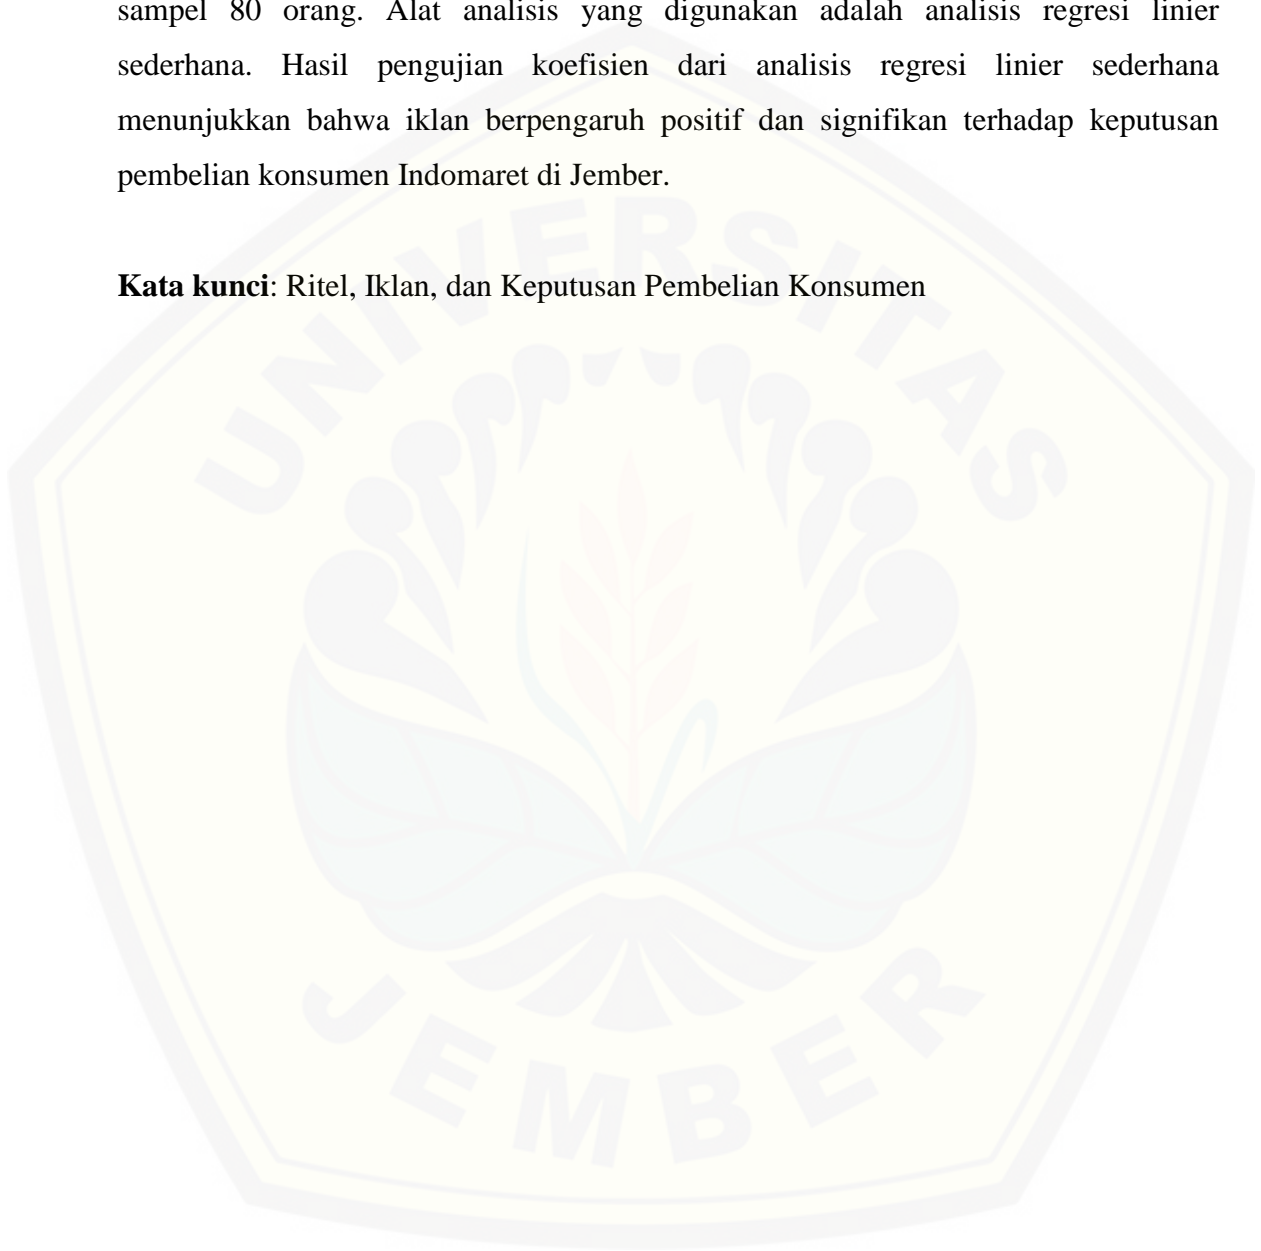 sampel 80 orang. Alat analisis yang digunakan adalah analisis regresi linier
sederhana. Hasil pengujian koefisien dari analisis regresi linier sederhana
menunjukkan bahwa iklan berpengaruh positif dan signifikan terhadap keputusan
pembelian konsumen Indomaret di Jember.
Kata kunci: Ritel, Iklan, dan Keputusan Pembelian Konsumen
UNIVERSITAS
JEMBER